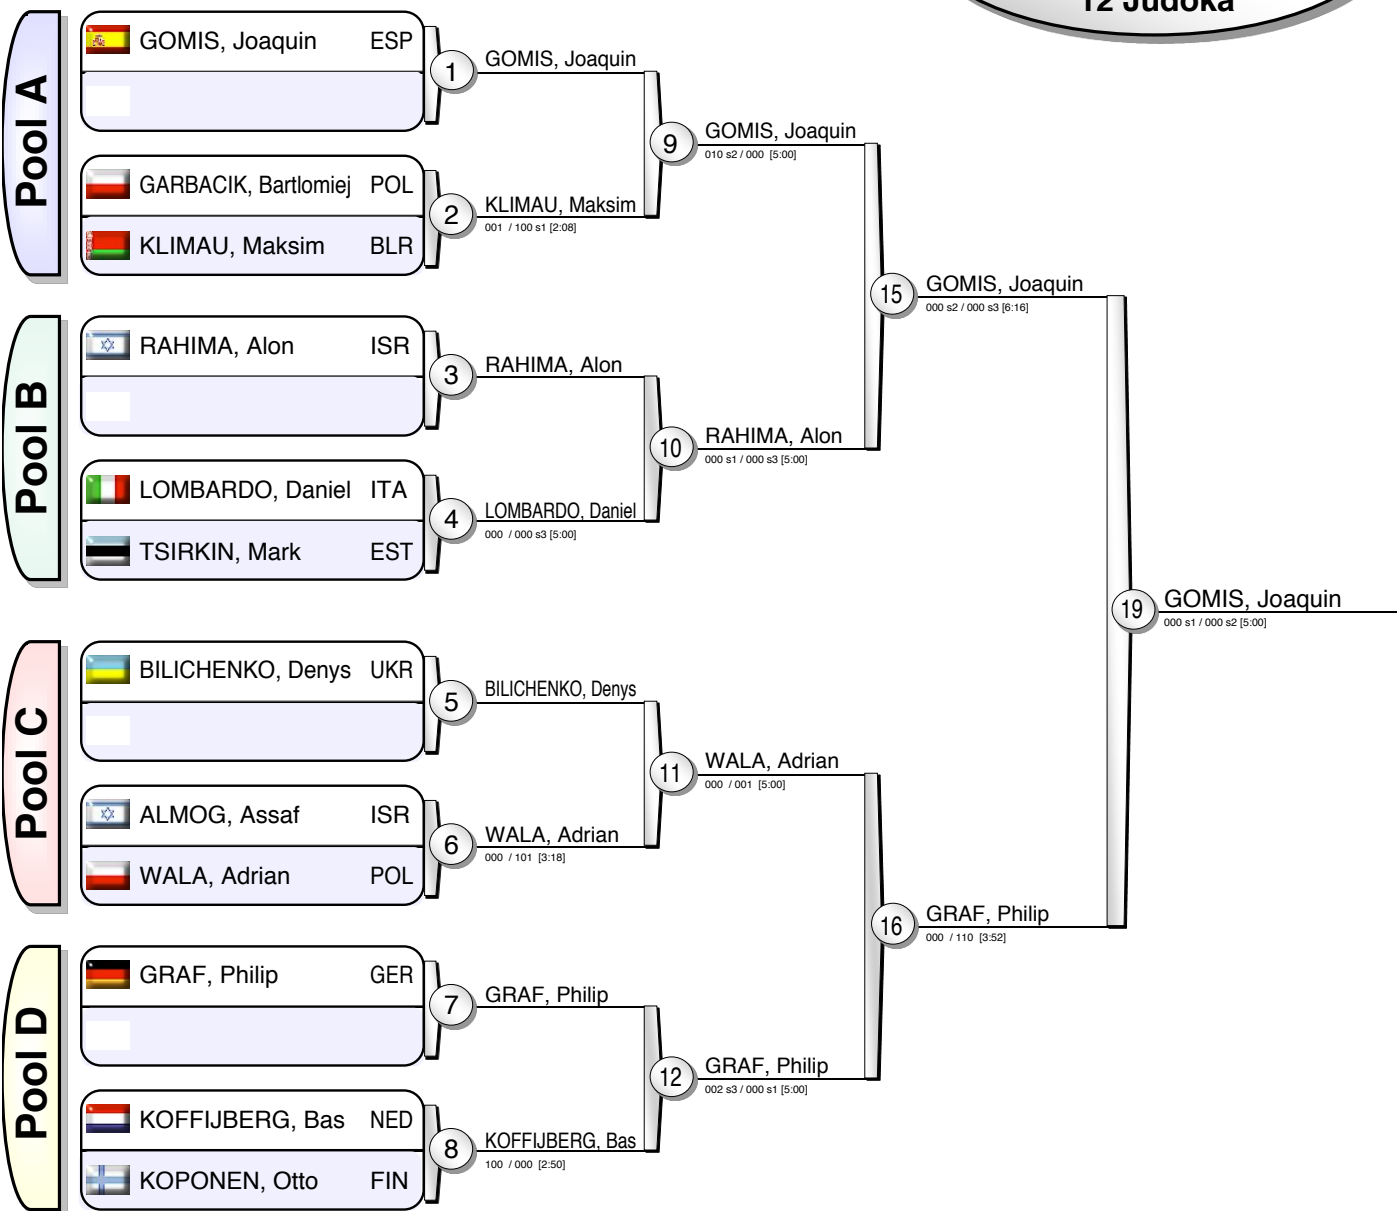 12 Judoka
Pool A
GOMIS, Joaquin ESP
GARBACIK, Bartlomiej POL
KLIMAU, Maksim BLR
1
GOMIS, Joaquin
2
KLIMAU, Maksim
001 / 100 s1 [2:08]
9
GOMIS, Joaquin
010 s2 / 000 [5:00]
Pool B
RAHIMA, Alon ISR
LOMBARDO, Daniel ITA
TSIRKIN, Mark EST
3
RAHIMA, Alon
4
LOMBARDO, Daniel
000 / 000 s3 [5:00]
10
RAHIMA, Alon
000 s1 / 000 s3 [5:00]
15
GOMIS, Joaquin
000 s2 / 000 s3 [6:16]
Pool C
BILICHENKO, Denys UKR
ALMOG, Assaf ISR
WALA, Adrian POL
5
BILICHENKO, Denys
6
WALA, Adrian
000 / 101 [3:18]
11
WALA, Adrian
000 / 001 [5:00]
Pool D
GRAF, Philip GER
KOFFIJBERG, Bas NED
KOPONEN, Otto FIN
7
GRAF, Philip
8
KOFFIJBERG, Bas
100 / 000 [2:50]
12
GRAF, Philip
002 s3 / 000 s1 [5:00]
16
GRAF, Philip
000 / 110 [3:52]
19
GOMIS, Joaquin
000 s1 / 000 s2 [5:00]